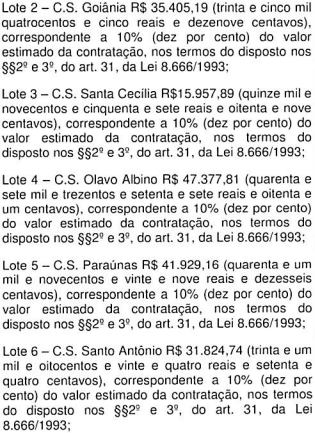 Lote 2 – C.S. Goiânia R$ 35.405,19 (trinta e cinco mil
quatrocentos e cinco reais e dezenove centavos),
correspondente a 10% (dez por cento) do valor
estimado da contratação, nos termos do disposto nos
§§2º e 3º, do art. 31, da Lei 8.666/1993;
Lote 3 – C.S. Santa Cecília R$15.957,89 (quinze mil e
novecentos e cinquenta e sete reais e oitenta e nove
centavos), correspondente a 10% (dez por cento) do
valor estimado da contratação, nos termos do
disposto nos §§2º e 3º, do art. 31, da Lei 8.666/1993;
Lote 4 – C.S. Olavo Albino R$ 47.377,81 (quarenta e
sete mil e trezentos e setenta e sete reais e oitenta e
um centavos), correspondente a 10% (dez por cento)
do valor estimado da contratação, nos termos do
disposto nos §§2º e 3º, do art. 31, da Lei 8.666/1993;
Lote 5 – C.S. Paraúnas R$ 41.929,16 (quarenta e um
mil e novecentos e vinte e nove reais e dezesseis
centavos), correspondente a 10% (dez por cento) do
valor estimado da contratação, nos termos do
disposto nos §§2º e 3º, do art. 31, da Lei 8.666/1993;
Lote 6 – C.S. Santo Antônio R$ 31.824,74 (trinta e um
mil e oitocentos e vinte e quatro reais e setenta e
quatro centavos), correspondente a 10% (dez por
cento) do valor estimado da contratação, nos termos
do disposto nos §§2º e 3º, do art. 31, da Lei
8.666/1993;